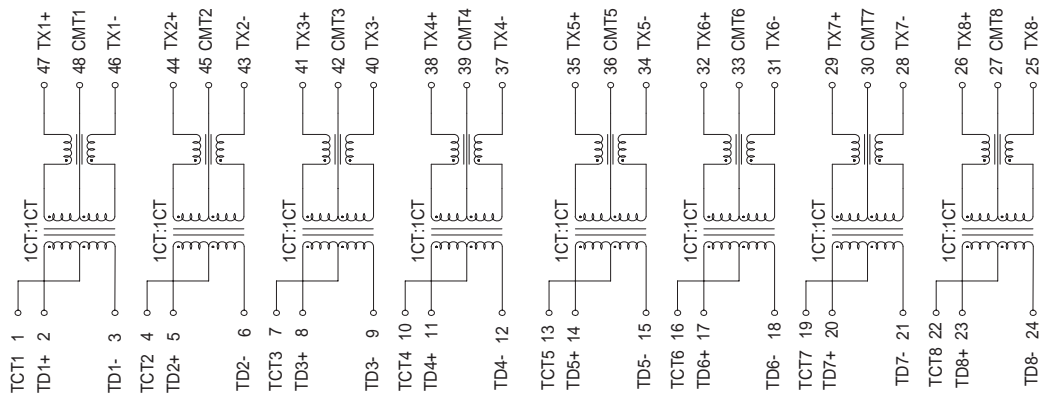 47 TX1+
48 CMT1
46 TX1-
44 TX2+
45 CMT2
43 TX2-
41 TX3+
42 CMT3
40 TX3-
38 TX4+
39 CMT4
37 TX4-
35 TX5+
36 CMT5
34 TX5-
32 TX6+
33 CMT6
31 TX6-
29 TX7+
30 CMT7
28 TX7-
26 TX8+
27 CMT8
25 TX8-
1CT:1CT
1CT:1CT
1CT:1CT
1CT:1CT
1CT:1CT
1CT:1CT
1CT:1CT
1CT:1CT
TCT1 1
TD1+ 2
TD1- 3
TCT2 4
TD2+ 5
TD2- 6
TCT3 7
TD3+ 8
TD3- 9
TCT4 10
TD4+ 11
TD4- 12
TCT5 13
TD5+ 14
TD5- 15
TCT6 16
TD6+ 17
TD6- 18
TCT7 19
TD7+ 20
TD7- 21
TCT8 22
TD8+ 23
TD8- 24